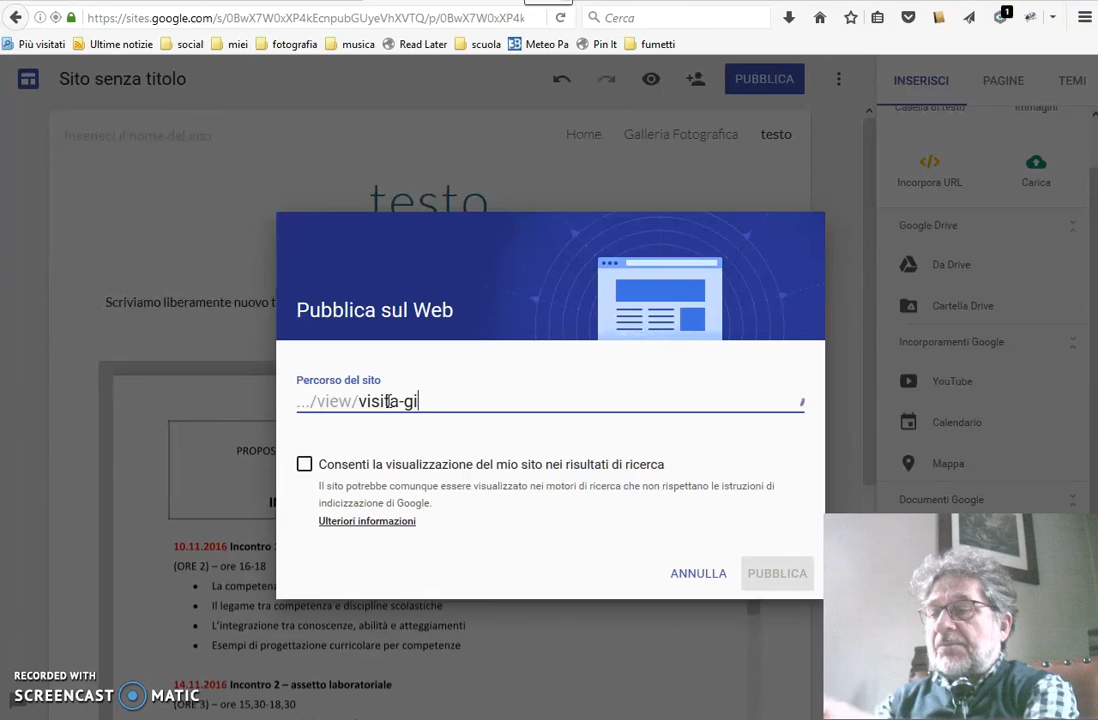 https://sites.google.com/s/0BwX7W0xXP4kEcnpubGUyeVhXVTQ/p/0BwX7W0xXP4k
Cerca
1
Più visitati
Ultime notizie
social
miei
fotografia
musica
Read Later
scuola
Meteo Pa
Pin It
fumetti
Sito senza titolo
PUBBLICA
INSERISCI
PAGINE
TEMI
Inserisci il nome del sito
Home
Galleria Fotografica
testo
Casella di testo
Immagini
testo
Incorpora URL
Carica
Google Drive
Da Drive
Cartella Drive
Incorporamenti Google
YouTube
Calendario
Mappa
Documenti Google
Scriviamo liberamente nuovo t
Pubblica sul Web
Percorso del sito
.../view/visita-gi
Consenti la visualizzazione del mio sito nei risultati di ricerca
Il sito potrebbe comunque essere visualizzato nei motori di ricerca che non rispettano le istruzioni di
indicizzazione di Google.
Ulteriori informazioni
ANNULLA
PUBBLICA
PROPOS
10.11.2016 Incontro
(ORE 2) – ore 16-18
La competenza
Il legame tra competenza e discipline scolastiche
L'integrazione tra conoscenze, abilità e atteggiamenti
Esempi di progettazione curricolare per competenze
14.11.2016 Incontro 2 – assetto laboratoriale
(ORE 3) – ore 15,30-18,30
RECORDED WITH
SCREENCAST MATIC